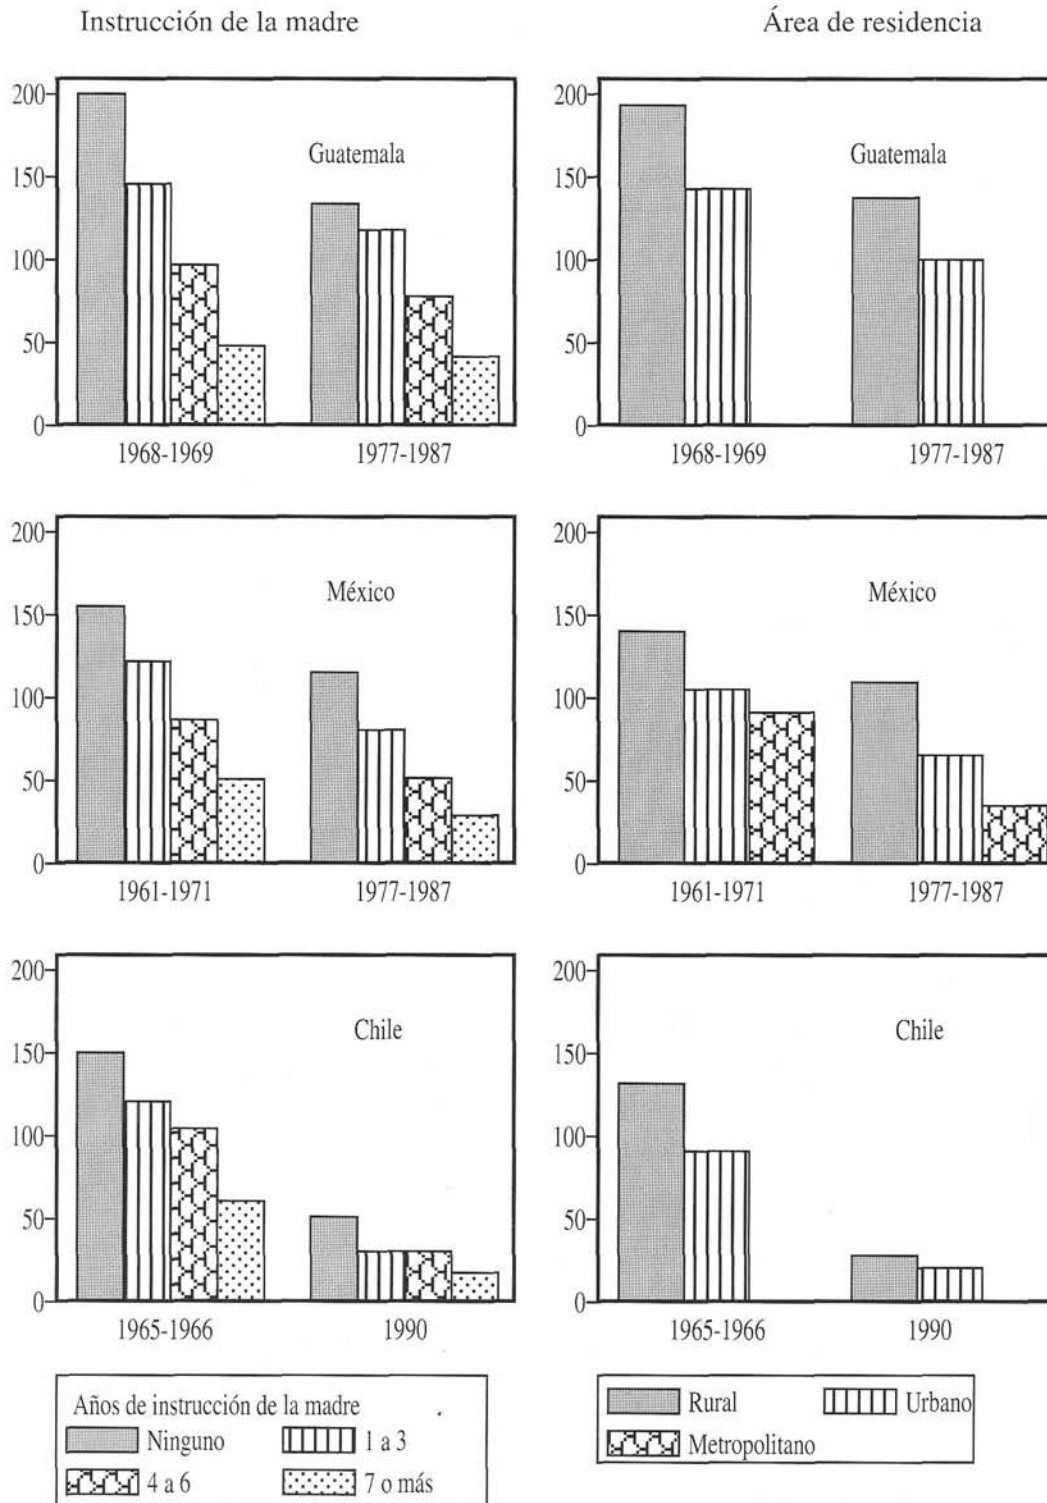 Instrucción de la madre
Área de residencia
200
150
100
50
0
Guatemala
1968-1969
1977-1987
200
150
100
50
0
Guatemala
1968-1969
1977-1987
200
150
100
50
0
México
1961-1971
1977-1987
200
150
100
50
0
México
1961-1971
1977-1987
200
150
100
50
0
Chile
1965-1966
1990
200
150
100
50
0
Chile
1965-1966
1990
Años de instrucción de la madre
Ninguno
1 a 3
4 a 6
7 o más
Rural
Urbano
Metropolitano